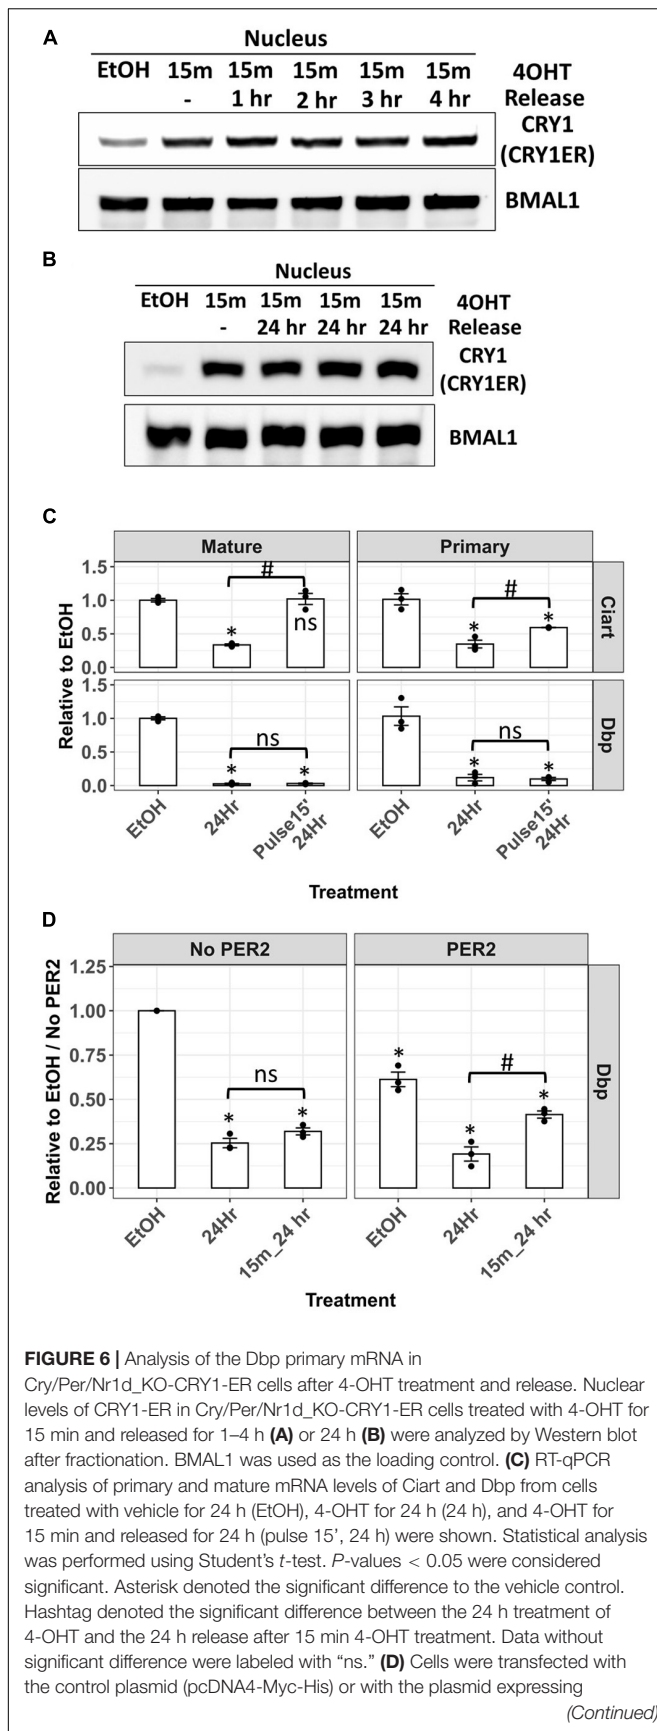 A
Nucleus
EtOH 15m 15m 15m 15m 15m 4OHT
- 1 hr 2 hr 3 hr 4 hr Release
CRY1
(CRY1ER)
BMAL1
B
Nucleus
EtOH 15m 15m 15m 15m 4OHT
- 24 hr 24 hr 24 hr Release
CRY1
(CRY1ER)
BMAL1
C
Mature Primary
Relative to EtOH
1.5
1.0
0.5
0.0
#
*
ns
#
*
*
Ciart
1.5
1.0
0.5
0.0
ns
*
*
ns
*
*
Dbp
EtOH 24Hr Pulse15' 24Hr EtOH 24Hr Pulse15' 24Hr
Treatment
D
No PER2 PER2
Relative to EtOH / No PER2
1.25
1.00
0.75
0.50
0.25
0.00
ns
*
*
*
#
*
*
Dbp
EtOH 24Hr 15m_24 hr EtOH 24Hr 15m_24 hr
Treatment
FIGURE 6 | Analysis of the Dbp primary mRNA in
Cry/Per/Nr1d_KO-CRY1-ER cells after 4-OHT treatment and release. Nuclear
levels of CRY1-ER in Cry/Per/Nr1d_KO-CRY1-ER cells treated with 4-OHT for
15 min and released for 1–4 h (A) or 24 h (B) were analyzed by Western blot
after fractionation. BMAL1 was used as the loading control. (C) RT-qPCR
analysis of primary and mature mRNA levels of Ciart and Dbp from cells
treated with vehicle for 24 h (EtOH), 4-OHT for 24 h (24 h), and 4-OHT for
15 min and released for 24 h (pulse 15’, 24 h) were shown. Statistical analysis
was performed using Student’s t-test. P-values < 0.05 were considered
significant. Asterisk denoted the significant difference to the vehicle control.
Hashtag denoted the significant difference between the 24 h treatment of
4-OHT and the 24 h release after 15 min 4-OHT treatment. Data without
significant difference were labeled with “ns.” (D) Cells were transfected with
the control plasmid (pcDNA4-Myc-His) or with the plasmid expressing
(Continued)